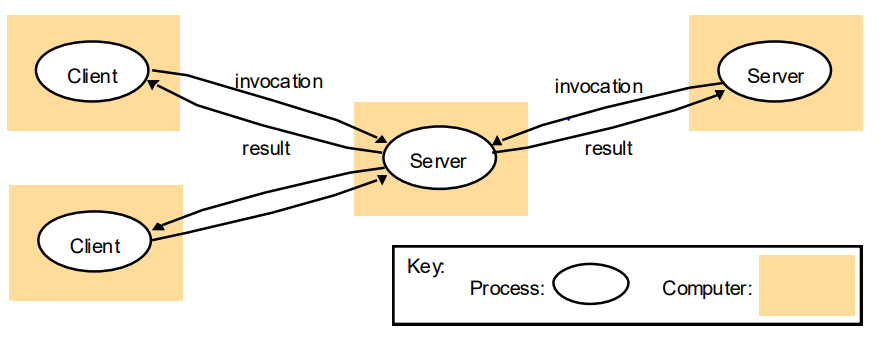 Client
invocation
result
Server
invocation
result
Server
Client
Key:
Process:
Computer: